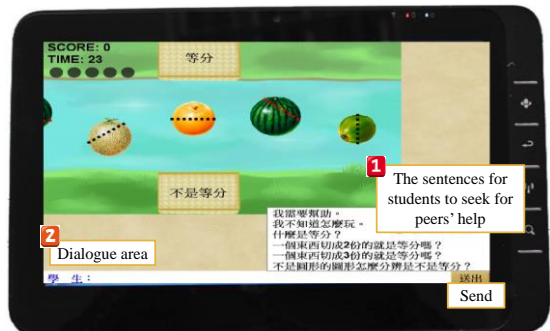 SCORE: 0
TIME: 23
等分
不是等分
1
The sentences for
students to seek for
peers' help
我需要幫助。
我不知道怎麼玩。
什麼是等分？
一個東西切成2份的就是等分嗎？
一個東西切成3份的就是等分嗎？
不是圓形的圖形怎麼分辨是不是等分？
2
Dialogue area
學 生：
送出
Send